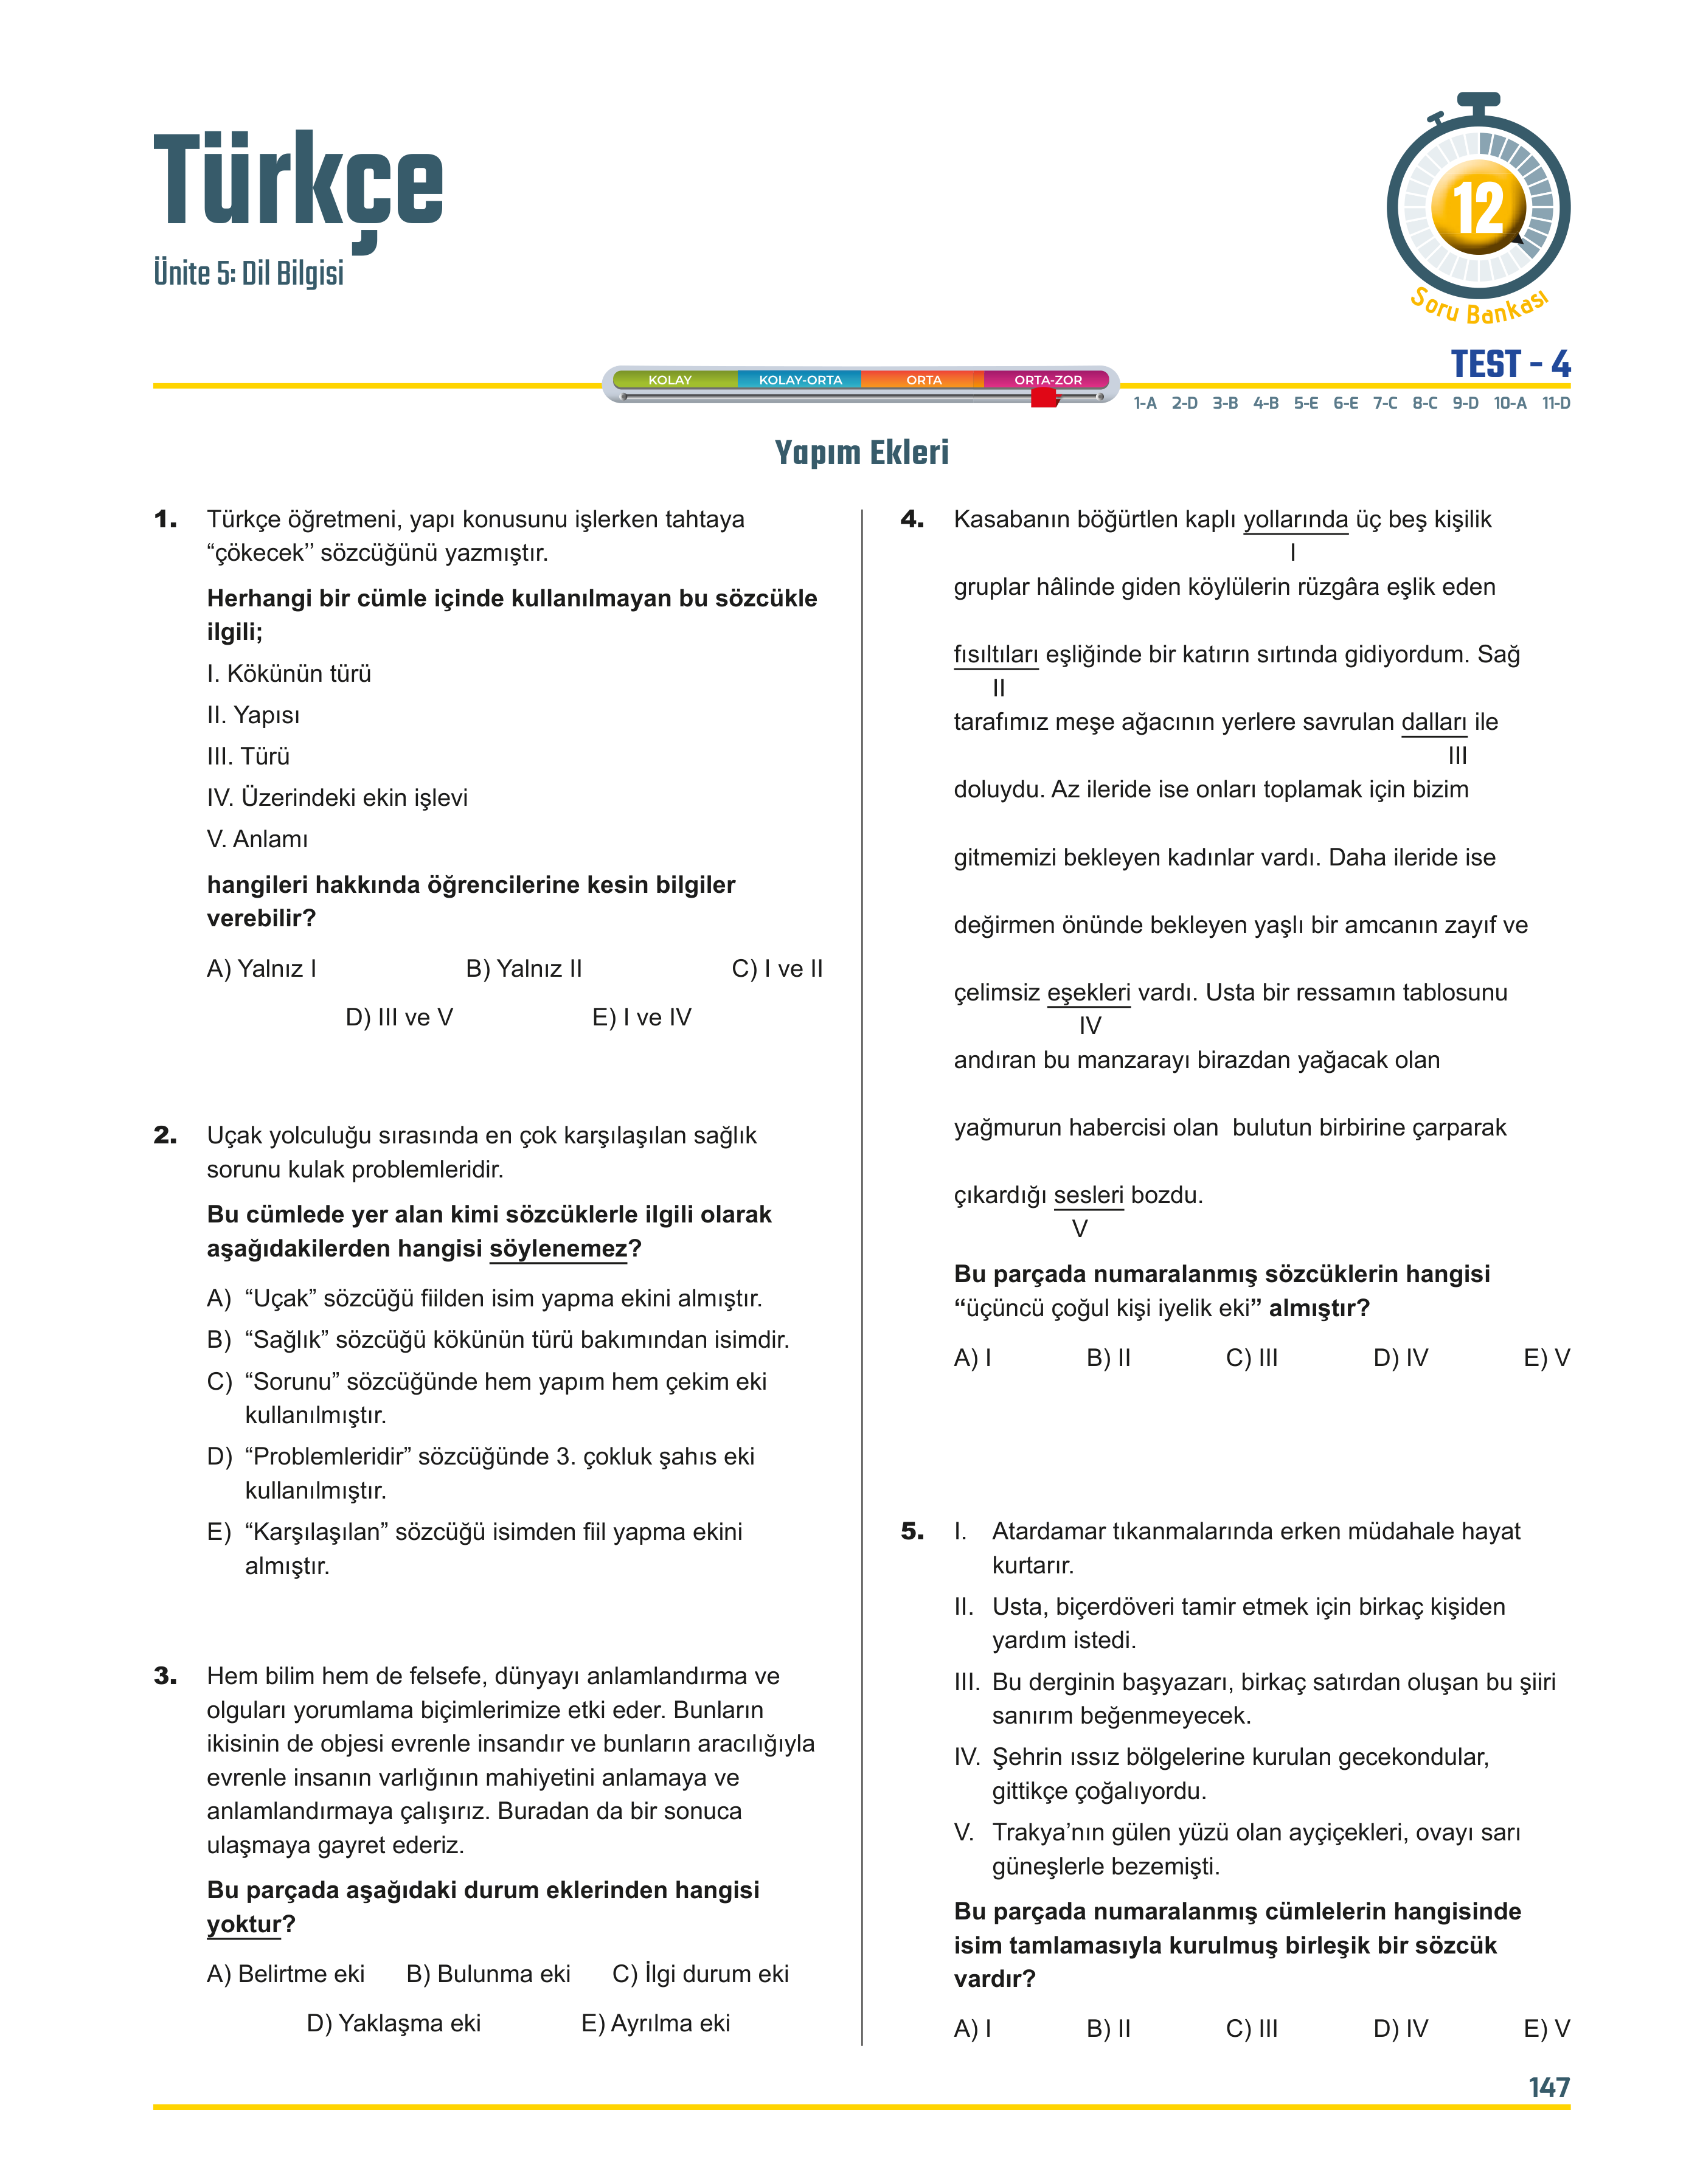 Türkçe
Ünite 5: Dil Bilgisi
12
Soru Bankası
TEST - 4
KOLAY KOLAY-ORTA ORTA ORTA-ZOR
1-A 2-D 3-B 4-B 5-E 6-E 7-C 8-C 9-D 10-A 11-D
Yapım Ekleri
1. Türkçe öğretmeni, yapı konusunu işlerken tahtaya
“çökecek’’ sözcüğünü yazmıştır.
Herhangi bir cümle içinde kullanılmayan bu sözcükle
ilgili;
I. Kökünün türü
II. Yapısı
III. Türü
IV. Üzerindeki ekin işlevi
V. Anlamı
hangileri hakkında öğrencilerine kesin bilgiler
verebilir?
A) Yalnız I B) Yalnız II C) I ve II
D) III ve V E) I ve IV
2. Uçak yolculuğu sırasında en çok karşılaşılan sağlık
sorunu kulak problemleridir.
Bu cümlede yer alan kimi sözcüklerle ilgili olarak
aşağıdakilerden hangisi söylenemez?
A) “Uçak” sözcüğü fiilden isim yapma ekini almıştır.
B) “Sağlık” sözcüğü kökünün türü bakımından isimdir.
C) “Sorunu” sözcüğünde hem yapım hem çekim eki
kullanılmıştır.
D) “Problemleridir” sözcüğünde 3. çokluk şahıs eki
kullanılmıştır.
E) “Karşılaşılan” sözcüğü isimden fiil yapma ekini
almıştır.
3. Hem bilim hem de felsefe, dünyayı anlamlandırma ve
olguları yorumlama biçimlerimize etki eder. Bunların
ikisinin de objesi evrenle insandır ve bunların aracılığıyla
evrenle insanın varlığının mahiyetini anlamaya ve
anlamlandırmaya çalışırız. Buradan da bir sonuca
ulaşmaya gayret ederiz.
Bu parçada aşağıdaki durum eklerinden hangisi
yoktur?
A) Belirtme eki B) Bulunma eki C) İlgi durum eki
D) Yaklaşma eki E) Ayrılma eki
4. Kasabanın böğürtlen kaplı yollarında üç beş kişilik
I
gruplar hâlinde giden köylülerin rüzgâra eşlik eden
fısıltıları eşliğinde bir katırın sırtında gidiyordum. Sağ
II
tarafımız meşe ağacının yerlere savrulan dalları ile
III
doluydu. Az ileride ise onları toplamak için bizim
gitmemizi bekleyen kadınlar vardı. Daha ileride ise
değirmen önünde bekleyen yaşlı bir amcanın zayıf ve
çelimsiz eşekleri vardı. Usta bir ressamın tablosunu
IV
andıran bu manzarayı birazdan yağacak olan
yağmurun habercisi olan bulutun birbirine çarparak
çıkardığı sesleri bozdu.
V
Bu parçada numaralanmış sözcüklerin hangisi
“üçüncü çoğul kişi iyelik eki” almıştır?
A) I B) II C) III D) IV E) V
5. I. Atardamar tıkanmalarında erken müdahale hayat
kurtarır.
II. Usta, biçerdöveri tamir etmek için birkaç kişiden
yardım istedi.
III. Bu derginin başyazarı, birkaç satırdan oluşan bu şiiri
sanırım beğenmeyecek.
IV. Şehrin ıssız bölgelerine kurulan gecekondular,
gittikçe çoğalıyordu.
V. Trakya’nın gülen yüzü olan ayçiçekleri, ovayı sarı
güneşlerle bezemişti.
Bu parçada numaralanmış cümlelerin hangisinde
isim tamlamasıyla kurulmuş birleşik bir sözcük
vardır?
A) I B) II C) III D) IV E) V
147